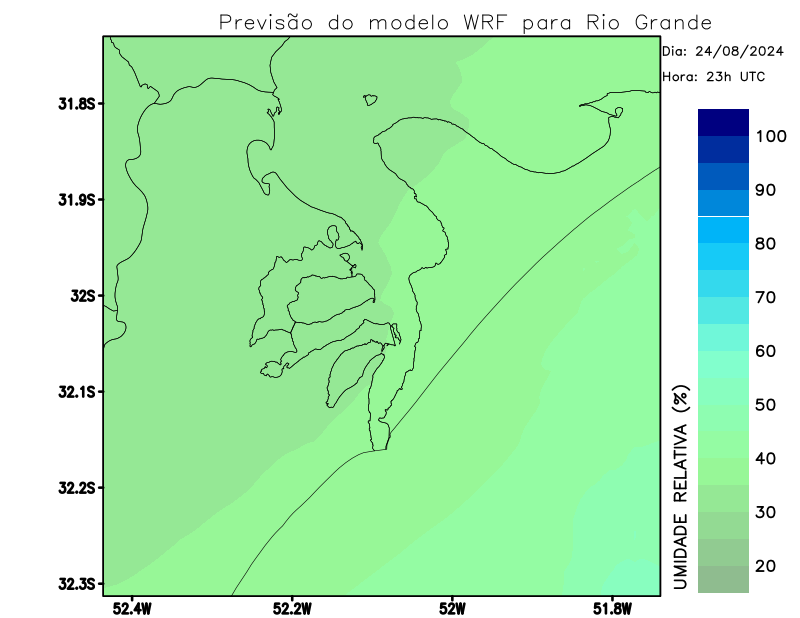 Previsão do modelo WRF para Rio Grande
Dia: 24/08/2024
Hora: 23h UTC
31.8S
31.9S
32S
32.1S
32.2S
32.3S
52.4W
52.2W
52W
51.8W
100
90
80
70
60
50
40
30
20
UMIDADE RELATIVA (%)